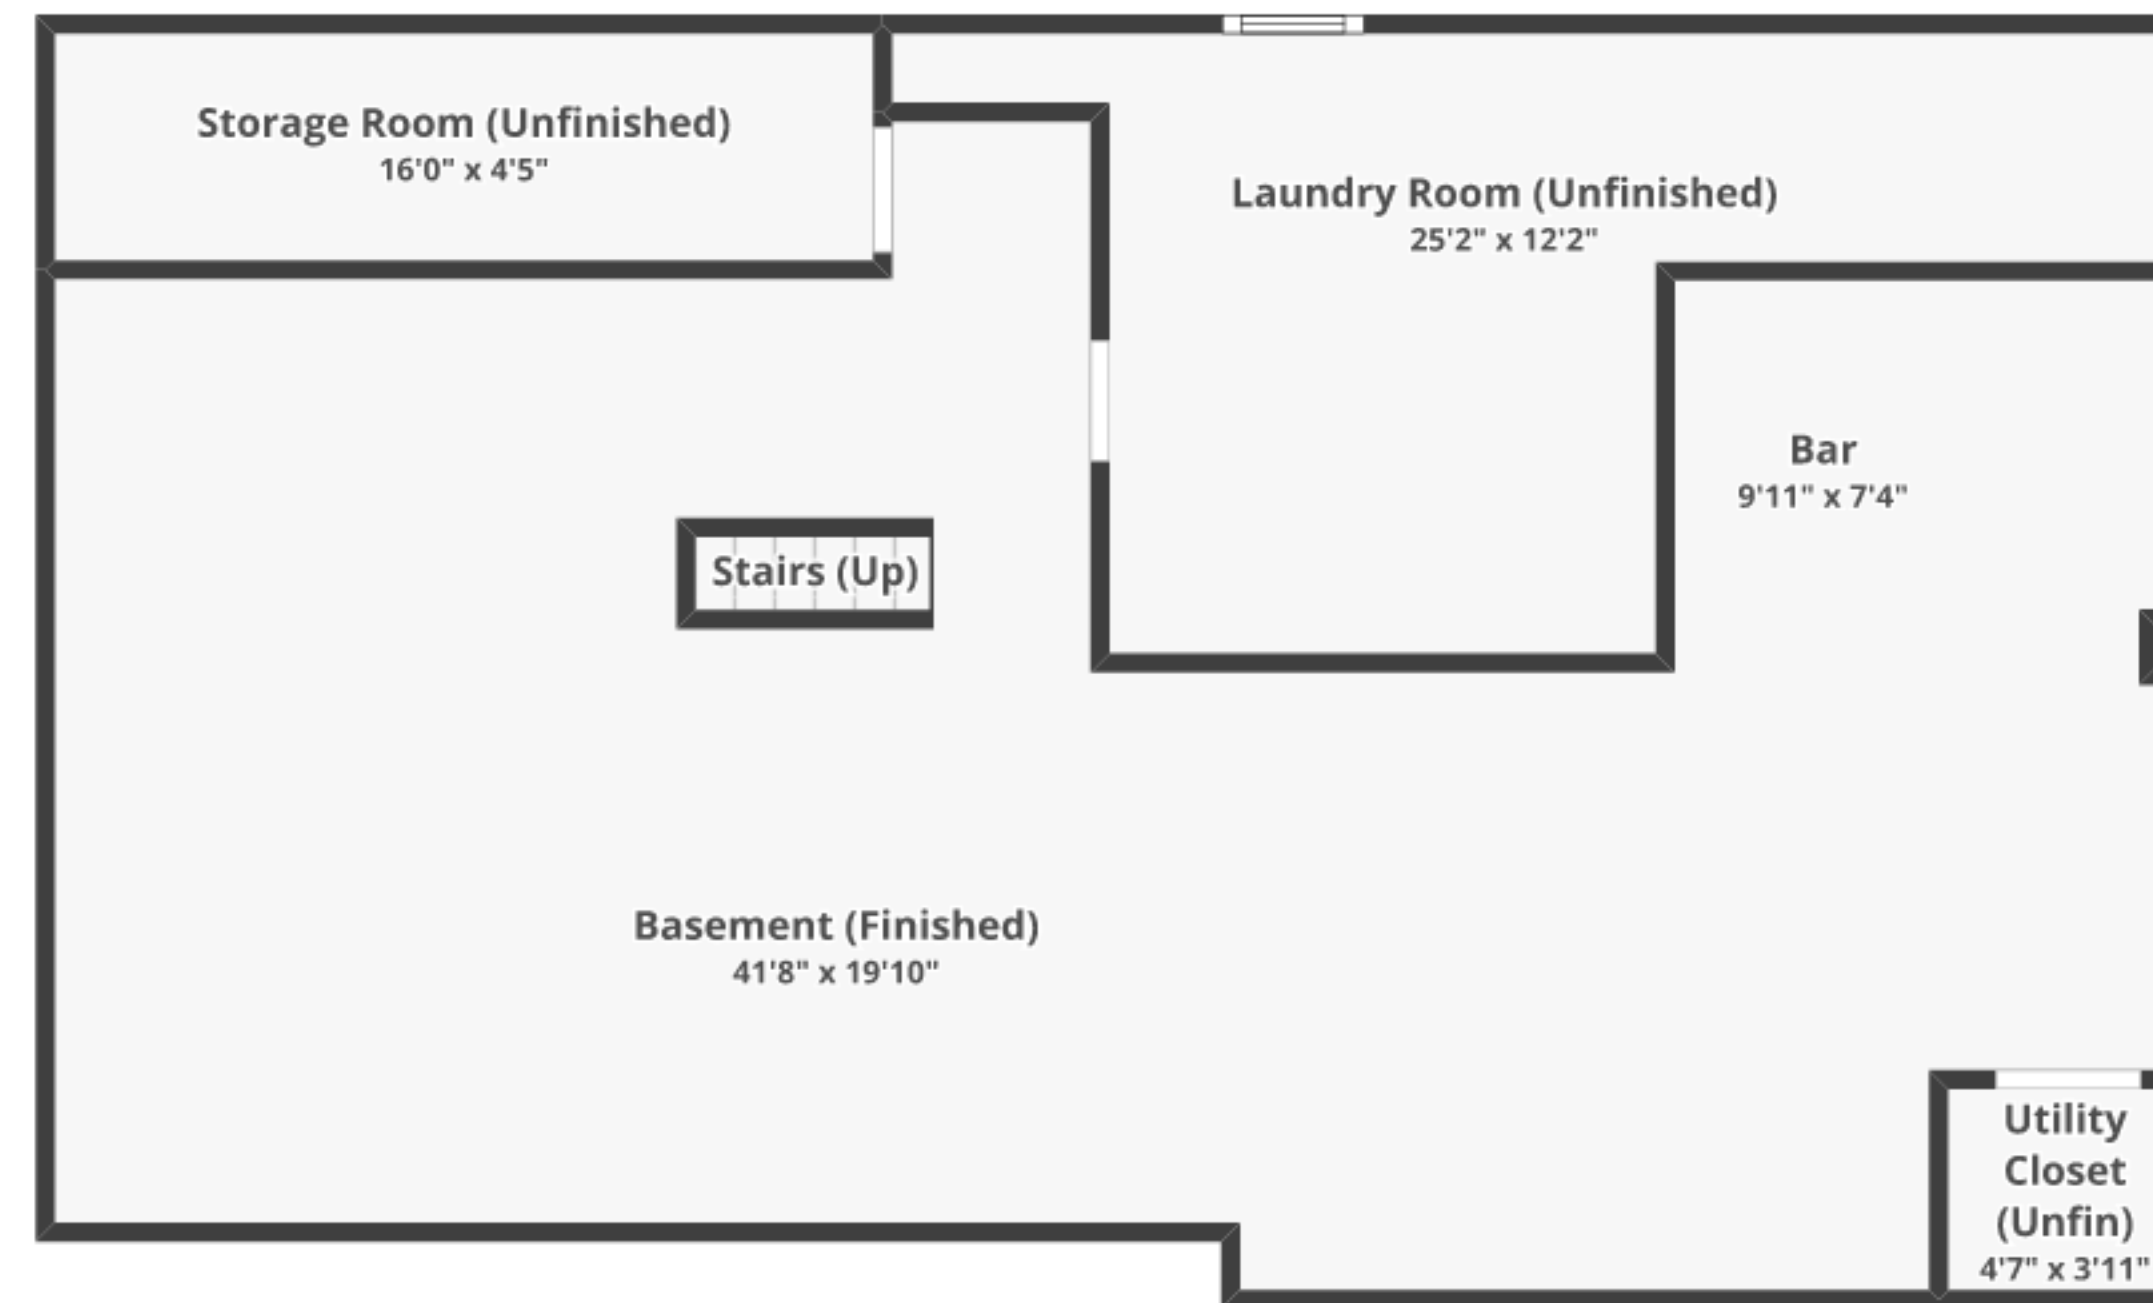 Storage Room (Unfinished)
16'0" x 4'5"
Laundry Room (Unfinished)
25'2" x 12'2"
Bar
9'11" x 7'4"
Stairs (Up)
Basement (Finished)
41'8" x 19'10"
Utility
Closet
(Unfin)
4'7" x 3'11"